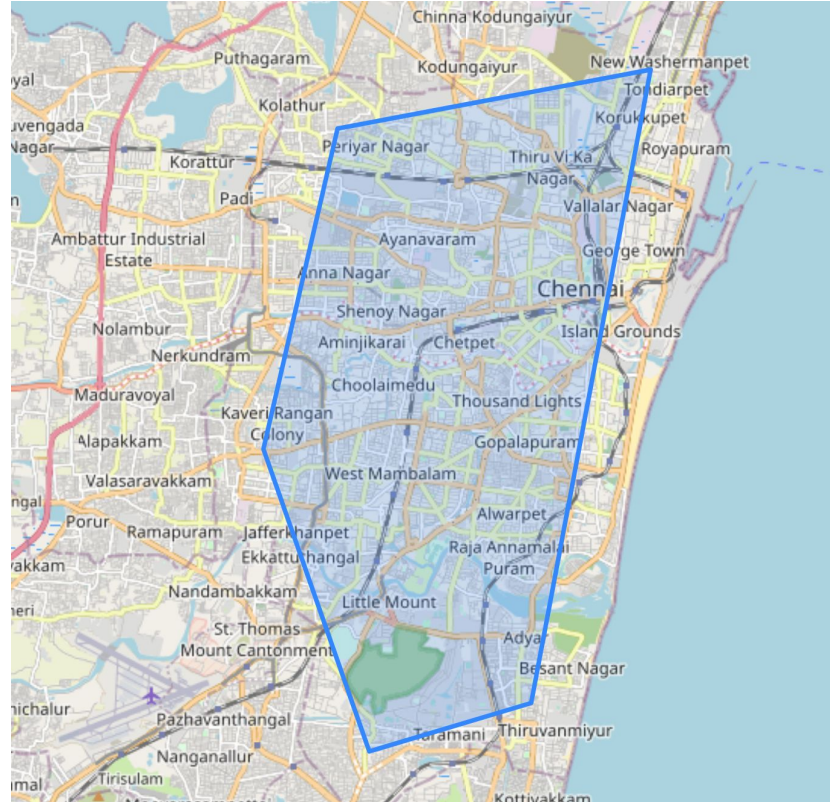 Chinna Kodungaiyur
Puthagaram
Kodungaiyur
New Washermanpet
Tondiarpet
Kolathur
Korukkupet
Periyar Nagar
Korattur
Thiru Vi Ka
Nagar
Royapuram
Nagar
Padi
Vallalar Nagar
Ambattur Industrial
Estate
Ayanavaram
George Town
Anna Nagar
Chennai
Shenoy Nagar
Nolambur
Island Grounds
Aminjikarai
Chetpet
Nerkundram
Choolaimedu
Maduravoyal
Thousand Lights
Kaveri Rangan
Colony
Alapakkam
Gopalapuram
West Mambalam
Valasaravakkam
Porur
Ramapuram
Alwarpet
Jafferkhanpet
Ekkatuthangal
Raja Annamalai
Puram
Nandambakkam
Little Mount
St. Thomas
Mount Cantonment
Adyar
Besant Nagar
Pazhavanthangal
Taramani
Thiruvanmiyur
Nanganallur
Tirisulam
Kottivakkam